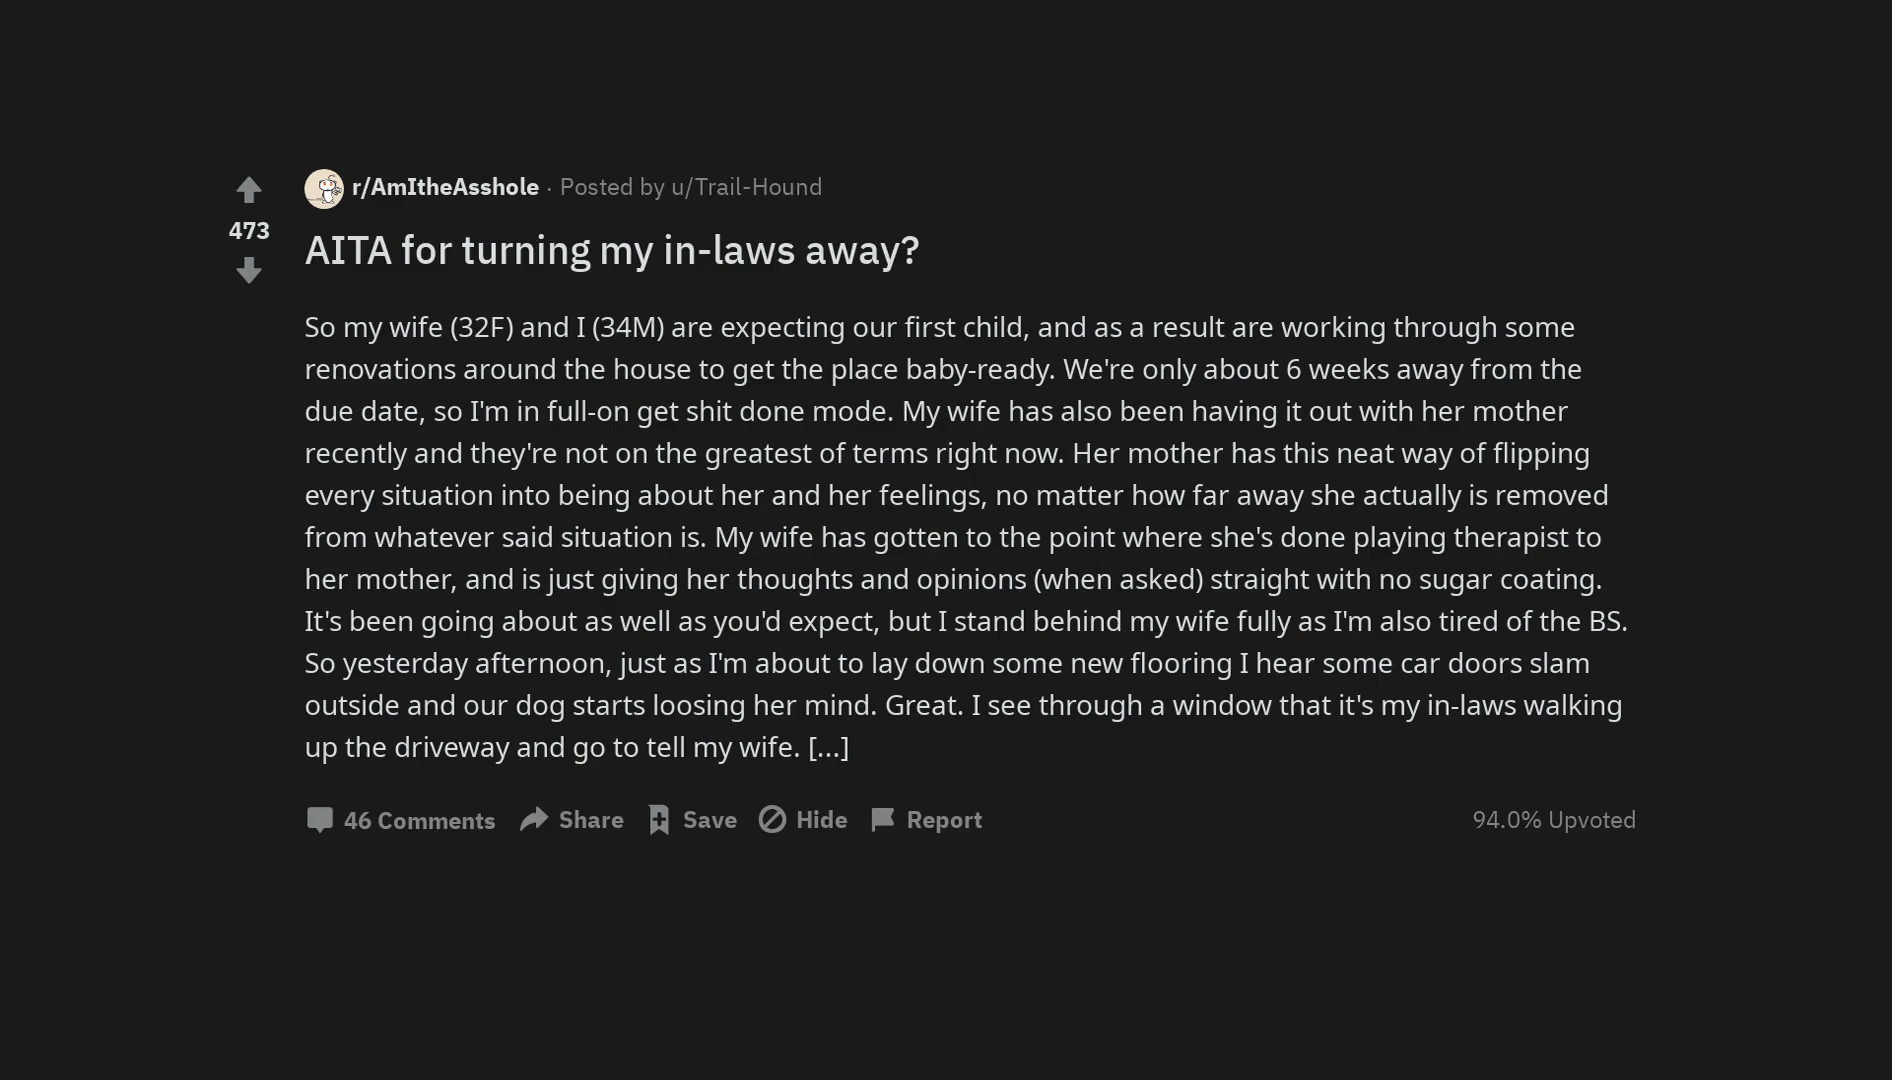 r/AmItheAsshole · Posted by u/Trail-Hound
473
AITA for turning my in-laws away?
So my wife (32F) and I (34M) are expecting our first child, and as a result are working through some
renovations around the house to get the place baby-ready. We're only about 6 weeks away from the
due date, so I'm in full-on get shit done mode. My wife has also been having it out with her mother
recently and they're not on the greatest of terms right now. Her mother has this neat way of flipping
every situation into being about her and her feelings, no matter how far away she actually is removed
from whatever said situation is. My wife has gotten to the point where she's done playing therapist to
her mother, and is just giving her thoughts and opinions (when asked) straight with no sugar coating.
It's been going about as well as you'd expect, but I stand behind my wife fully as I'm also tired of the BS.
So yesterday afternoon, just as I'm about to lay down some new flooring I hear some car doors slam
outside and our dog starts loosing her mind. Great. I see through a window that it's my in-laws walking
up the driveway and go to tell my wife. [...]
46 Comments Share Save Hide Report 94.0% Upvoted